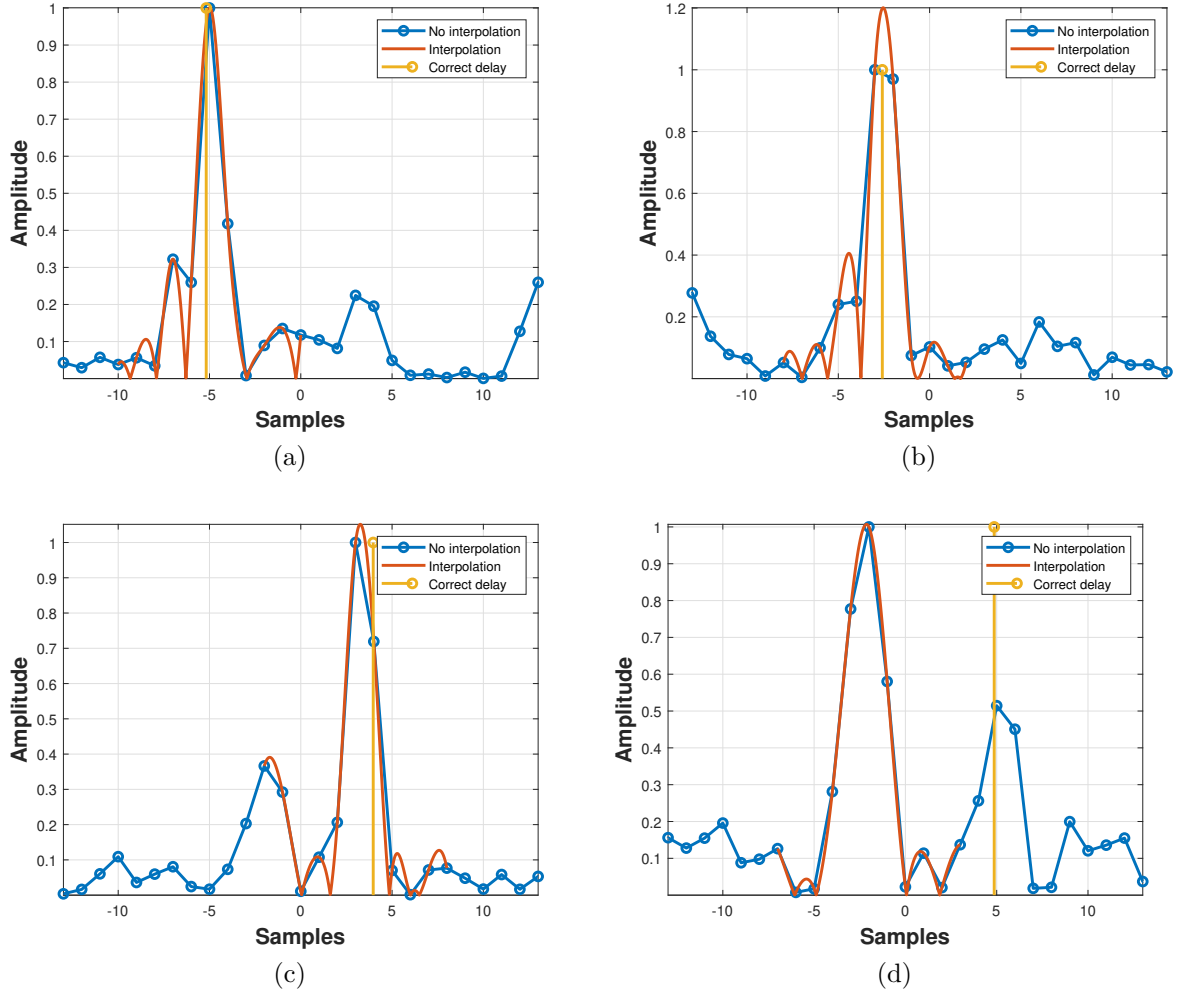 1
0.9
0.8
0.7
0.6
0.5
0.4
0.3
0.2
0.1
-10
-5
0
5
10
Amplitude
Samples
No interpolation
Interpolation
Correct delay
(a)
1.2
1
0.8
0.6
0.4
0.2
-10
-5
0
5
10
Amplitude
Samples
No interpolation
Interpolation
Correct delay
(b)
1
0.9
0.8
0.7
0.6
0.5
0.4
0.3
0.2
0.1
-10
-5
0
5
10
Amplitude
Samples
No interpolation
Interpolation
Correct delay
(c)
1
0.9
0.8
0.7
0.6
0.5
0.4
0.3
0.2
0.1
-10
-5
0
5
10
Amplitude
Samples
No interpolation
Interpolation
Correct delay
(d)